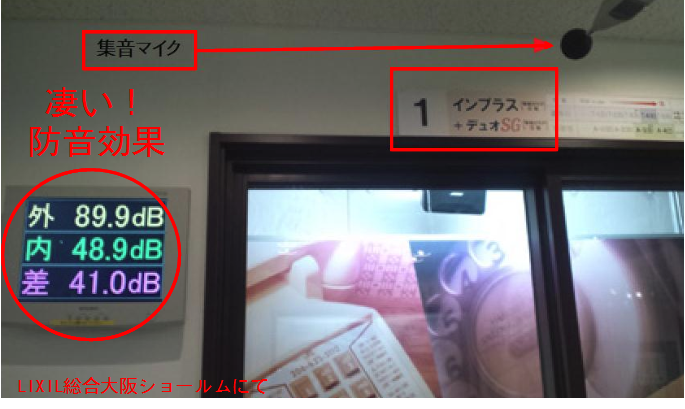 集音マイク
凄い！
防音効果
1
インプラス
+デュオSG
外 89.9dB
内 48.9dB
差 41.0dB
LIXIL総合大阪ショールムにて